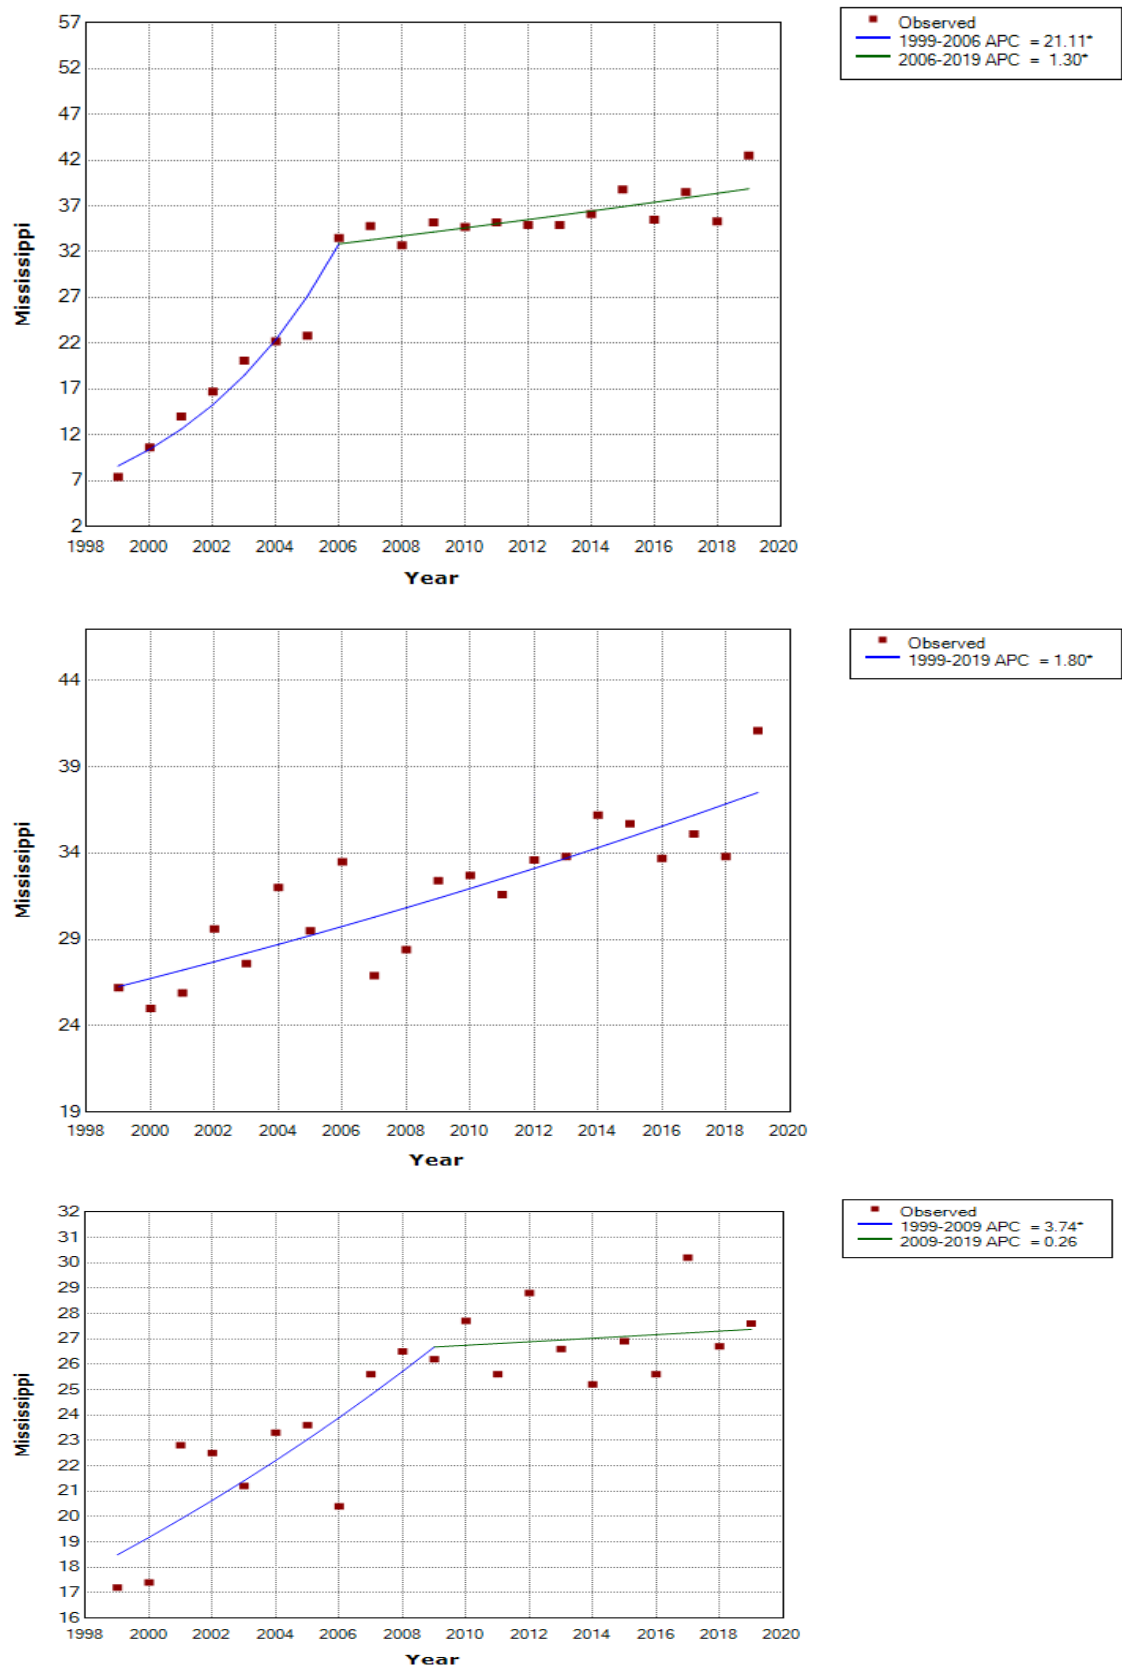 57
52
47
42
37
32
27
22
17
12
7
2
Mississippi
1998 2000 2002 2004 2006 2008 2010 2012 2014 2016 2018 2020
Year
Observed
1999-2006 APC = 21.11*
2006-2019 APC = 1.30*
44
39
34
29
24
19
Mississippi
1998 2000 2002 2004 2006 2008 2010 2012 2014 2016 2018 2020
Year
Observed
1999-2019 APC = 1.80*
32
31
30
29
28
27
26
25
24
23
22
21
20
19
18
17
16
Mississippi
1998 2000 2002 2004 2006 2008 2010 2012 2014 2016 2018 2020
Year
Observed
1999-2009 APC = 3.74*
2009-2019 APC = 0.26